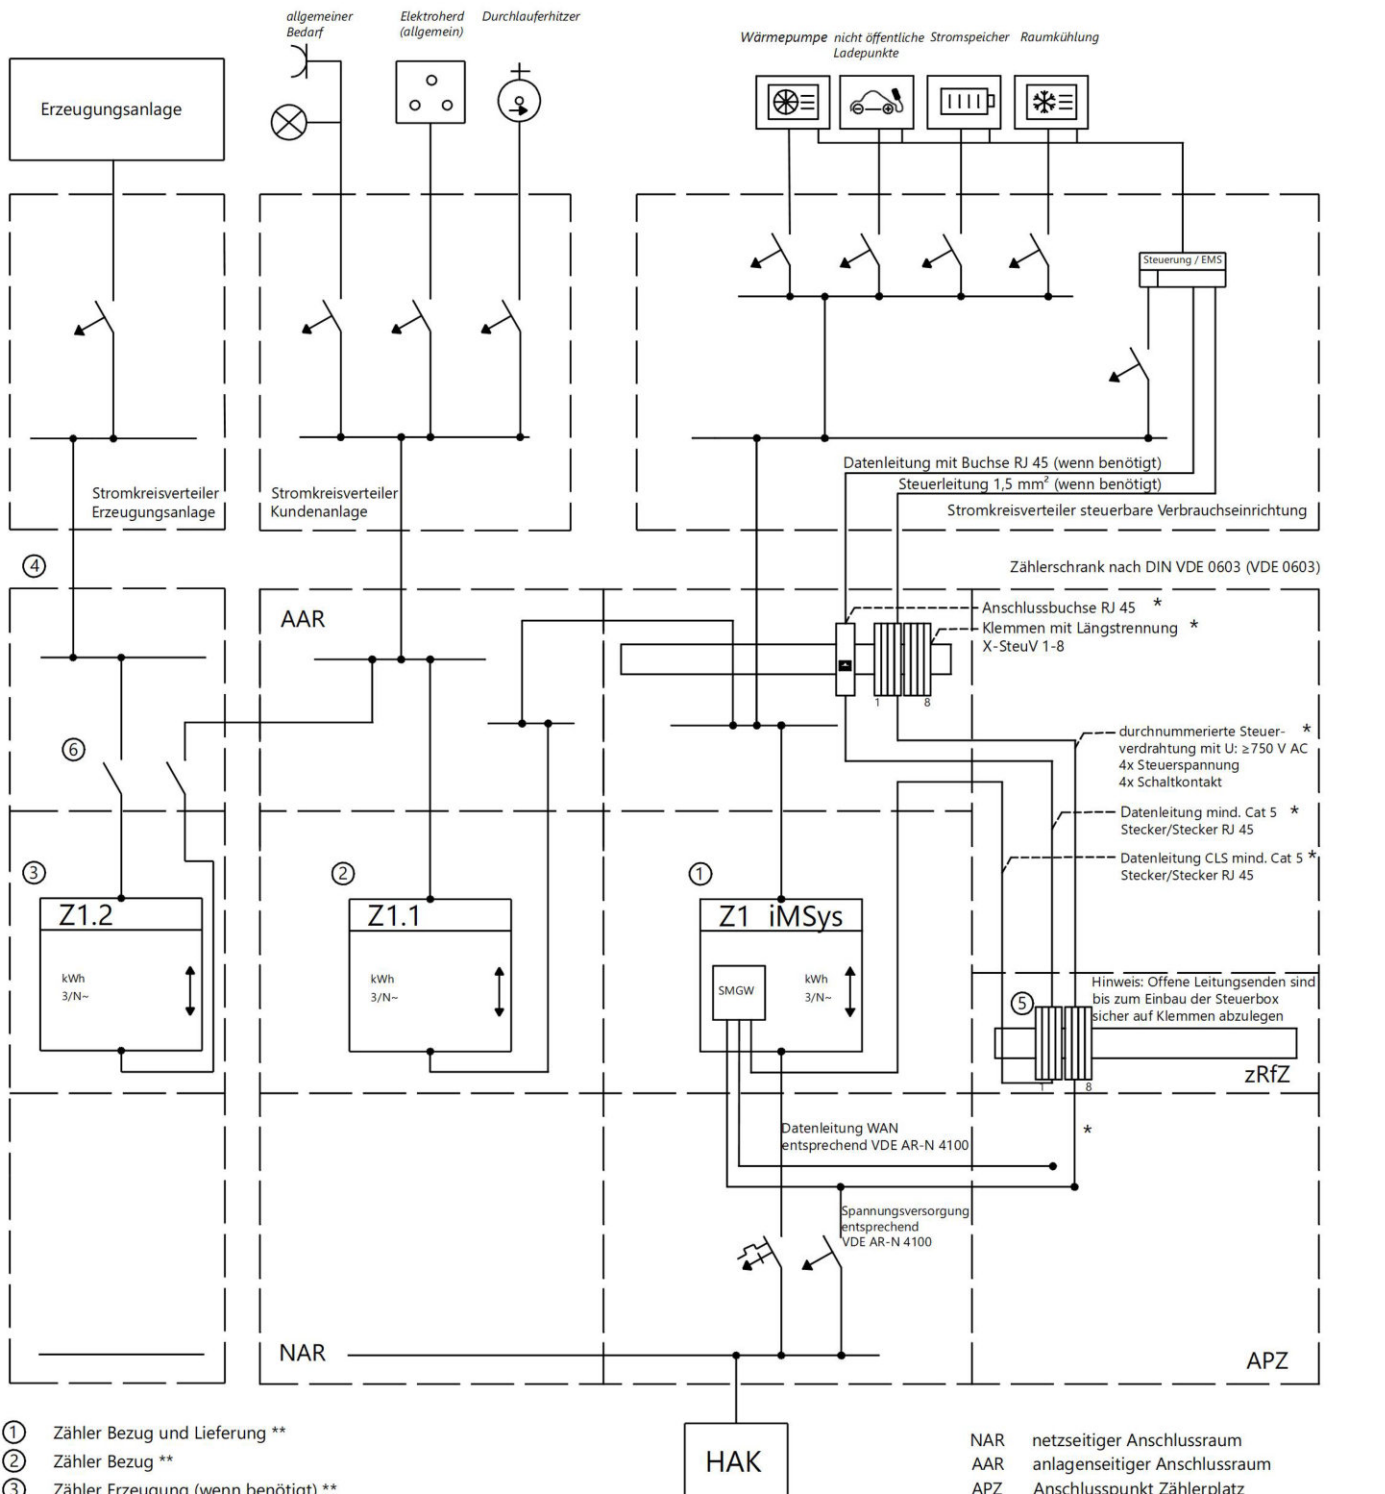 allgemeiner
Bedarf
Elektroherd
(allgemein)
Durchlauferhitzer
Wärmepumpe
nicht öffentliche
Ladepunkte
Stromspeicher
Raumkühlung
Erzeugungsanlage
Steuerung / EMS
Datenleitung mit Buchse RJ 45 (wenn benötigt)
Steuerleitung 1,5 mm² (wenn benötigt)
Stromkreisverteiler
Erzeugungsanlage
Stromkreisverteiler
Kundenanlage
Stromkreisverteiler steuerbare Verbrauchseinrichtung
4
Zählerschrank nach DIN VDE 0603 (VDE 0603)
AAR
Anschlussbuchse RJ 45 *
Klemmen mit Längstrennung *
X-SteuV 1-8
1 8
6
durchnummerierte Steuer- *
verdrahtung mit U: ≥750 V AC
4x Steuerspannung
4x Schaltkontakt
Datenleitung mind. Cat 5 *
Stecker/Stecker RJ 45
Datenleitung CLS mind. Cat 5 *
Stecker/Stecker RJ 45
3
2
1
Z1.2
kWh
3/N~
Z1.1
kWh
3/N~
Z1 iMSys
SMGW
kWh
3/N~
Hinweis: Offene Leitungsenden sind
bis zum Einbau der Steuerbox
sicher auf Klemmen abzulegen
5
zRfZ
1 8
*
Datenleitung WAN
entsprechend VDE AR-N 4100
Spannungsversorgung
entsprechend
VDE AR-N 4100
NAR
APZ
HAK
1 Zähler Bezug und Lieferung **
2 Zähler Bezug **
3 Zähler Erzeugung (wenn benötigt) **
NAR netzseitiger Anschlussraum
AAR anlagenseitiger Anschlussraum
APZ Anschlusspunkt Zählerplatz